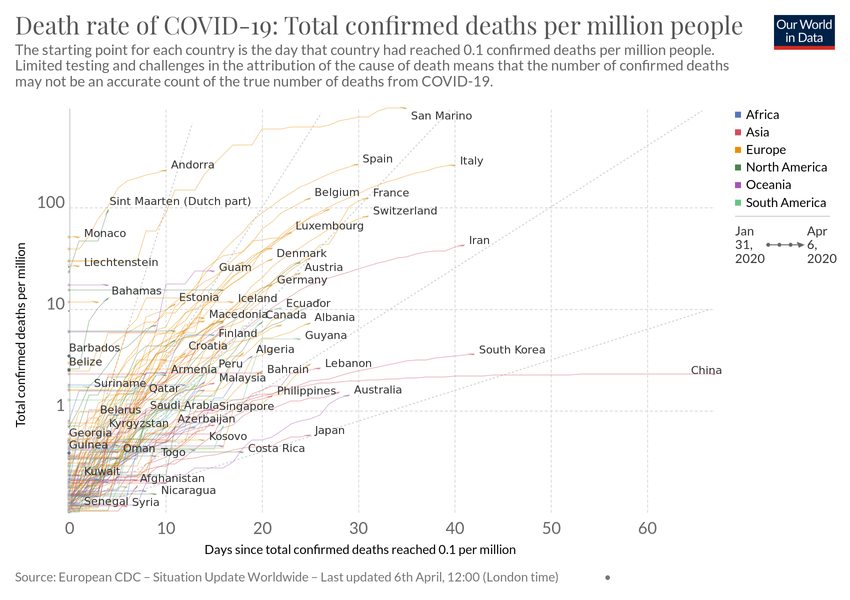 Death rate of COVID-19: Total confirmed deaths per million people
Our World
in Data
The starting point for each country is the day that country had reached 0.1 confirmed deaths per million people.
Limited testing and challenges in the attribution of the cause of death means that the number of confirmed deaths
may not be an accurate count of the true number of deaths from COVID-19.
Total confirmed deaths per million
100
10
1
San Marino
Andorra
Spain
Italy
Sint Maarten (Dutch part)
Belgium
France
Switzerland
Monaco
Luxembourg
Iran
Liechtenstein
Denmark
Guam
Austria
Germany
Bahamas
Estonia
Iceland
Ecuador
Macedonia
Canada
Albania
Finland
Guyana
Barbados
Croatia
Algeria
South Korea
Belize
Armenia
Peru
Bahrain
Lebanon
China
Suriname
Qatar
Malaysia
Philippines
Australia
Belarus
Saudi Arabia
Singapore
Kyrgyzstan
Azerbaijan
Georgia
Kosovo
Japan
Guinea
Oman
Togo
Costa Rica
Kuwait
Afghanistan
Nicaragua
Senegal
Syria
0
10
20
30
40
50
60
Days since total confirmed deaths reached 0.1 per million
Africa
Asia
Europe
North America
Oceania
South America
Jan
31,
2020
Apr
6,
2020
Source: European CDC – Situation Update Worldwide – Last updated 6th April, 12:00 (London time)